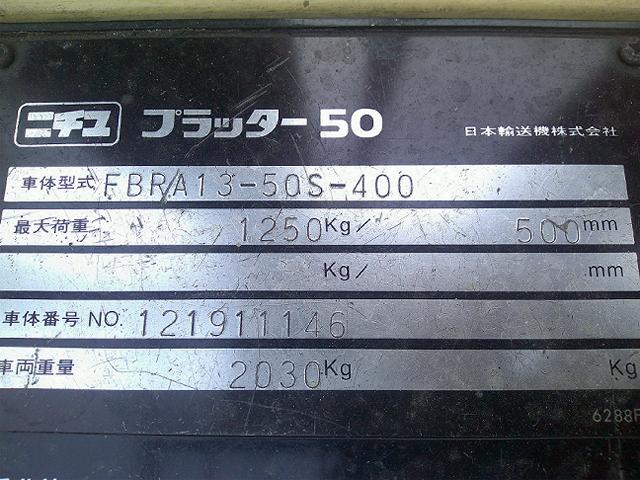 ニチユ プラッター50 日本輸送機株式会社
車体型式 FBRA13-50S-400
最大荷重 1250Kg/ 500mm
Kg/ mm
車体番号 NO. 121911146
車両重量 2030Kg Kg
6288F